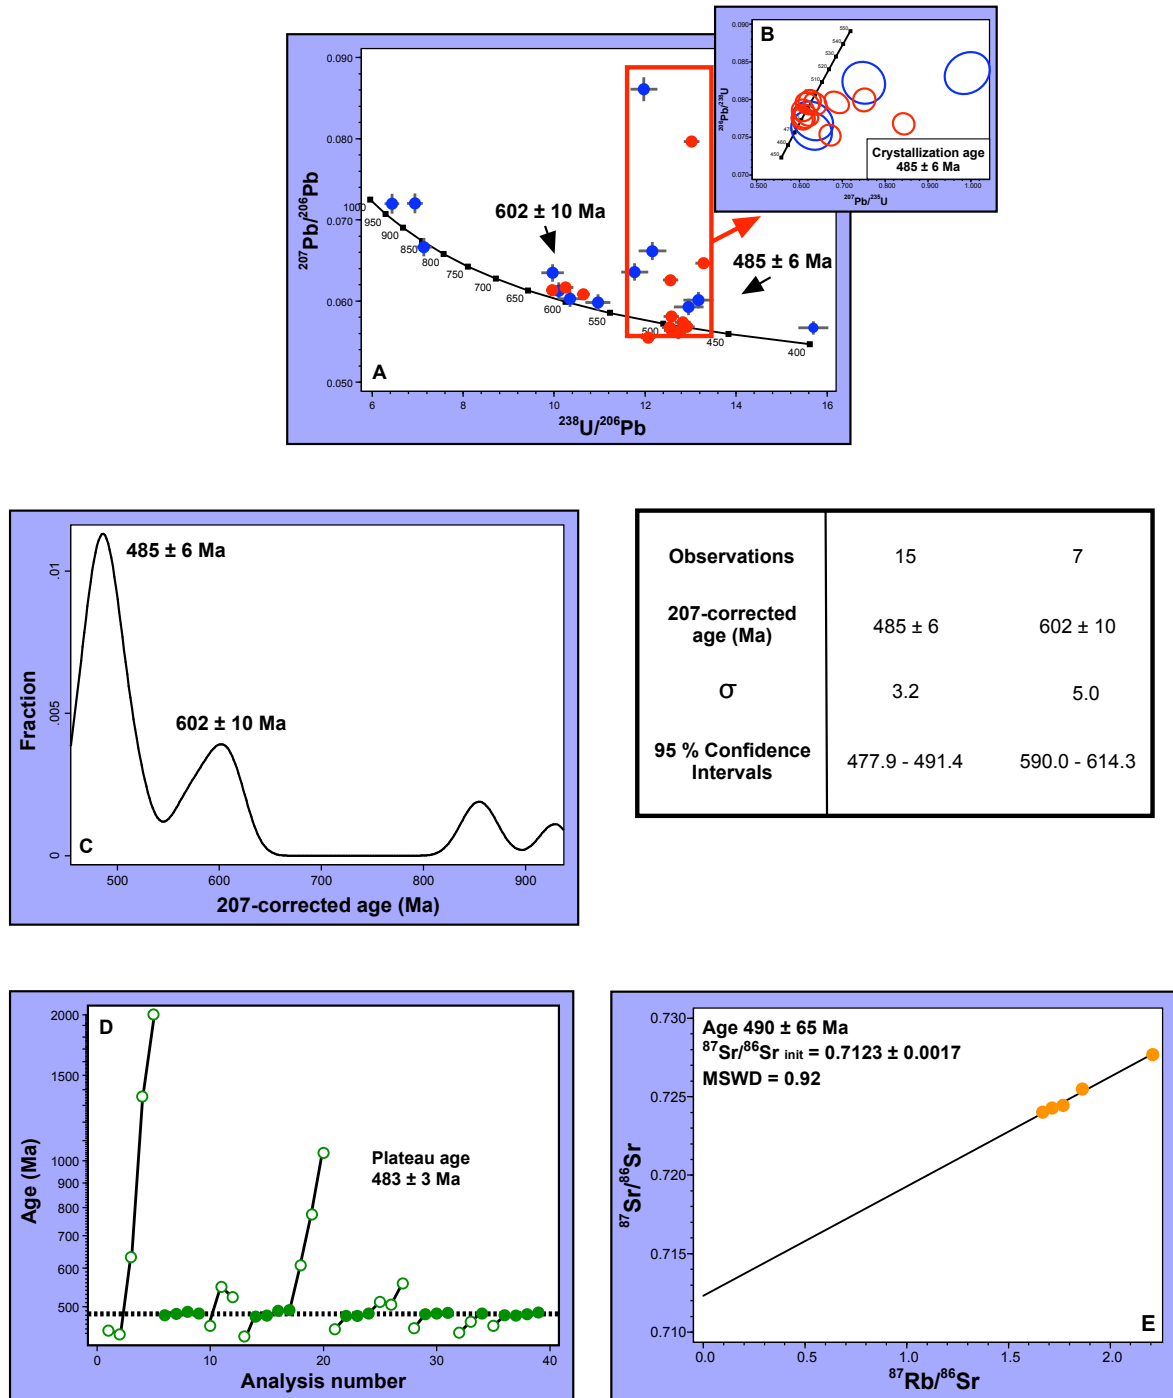 0.090
0.080
0.070
0.060
0.050
²⁰⁷Pb/²⁰⁶Pb
1000
950
900
850
800
750
700
650
600
550
500
450
400
602 ± 10 Ma
485 ± 6 Ma
A
6
8
10
12
14
16
²³⁸U/²⁰⁶Pb
B
0.090
0.085
0.080
0.075
0.070
²⁰⁶Pb/²³⁸U
550
540
530
520
510
47
460
450
Crystallization age
485 ± 6 Ma
0.500
0.600
0.700
0.800
0.900
1.000
²⁰⁷Pb/²³⁵U
485 ± 6 Ma
602 ± 10 Ma
.01
.005
0
Fraction
C
500
600
700
800
900
207-corrected age (Ma)
Observations 15 7
207-corrected
age (Ma) 485 ± 6 602 ± 10
σ 3.2 5.0
95 % Confidence
Intervals 477.9 - 491.4 590.0 - 614.3
D
2000
1500
1000
900
800
700
600
500
Age (Ma)
Plateau age
483 ± 3 Ma
0
10
20
30
40
Analysis number
Age 490 ± 65 Ma
⁸⁷Sr/⁸⁶Sr init = 0.7123 ± 0.0017
MSWD = 0.92
0.730
0.725
0.720
0.715
0.710
⁸⁷Sr/⁸⁶Sr
E
0.0
0.5
1.0
1.5
2.0
⁸⁷Rb/⁸⁶Sr